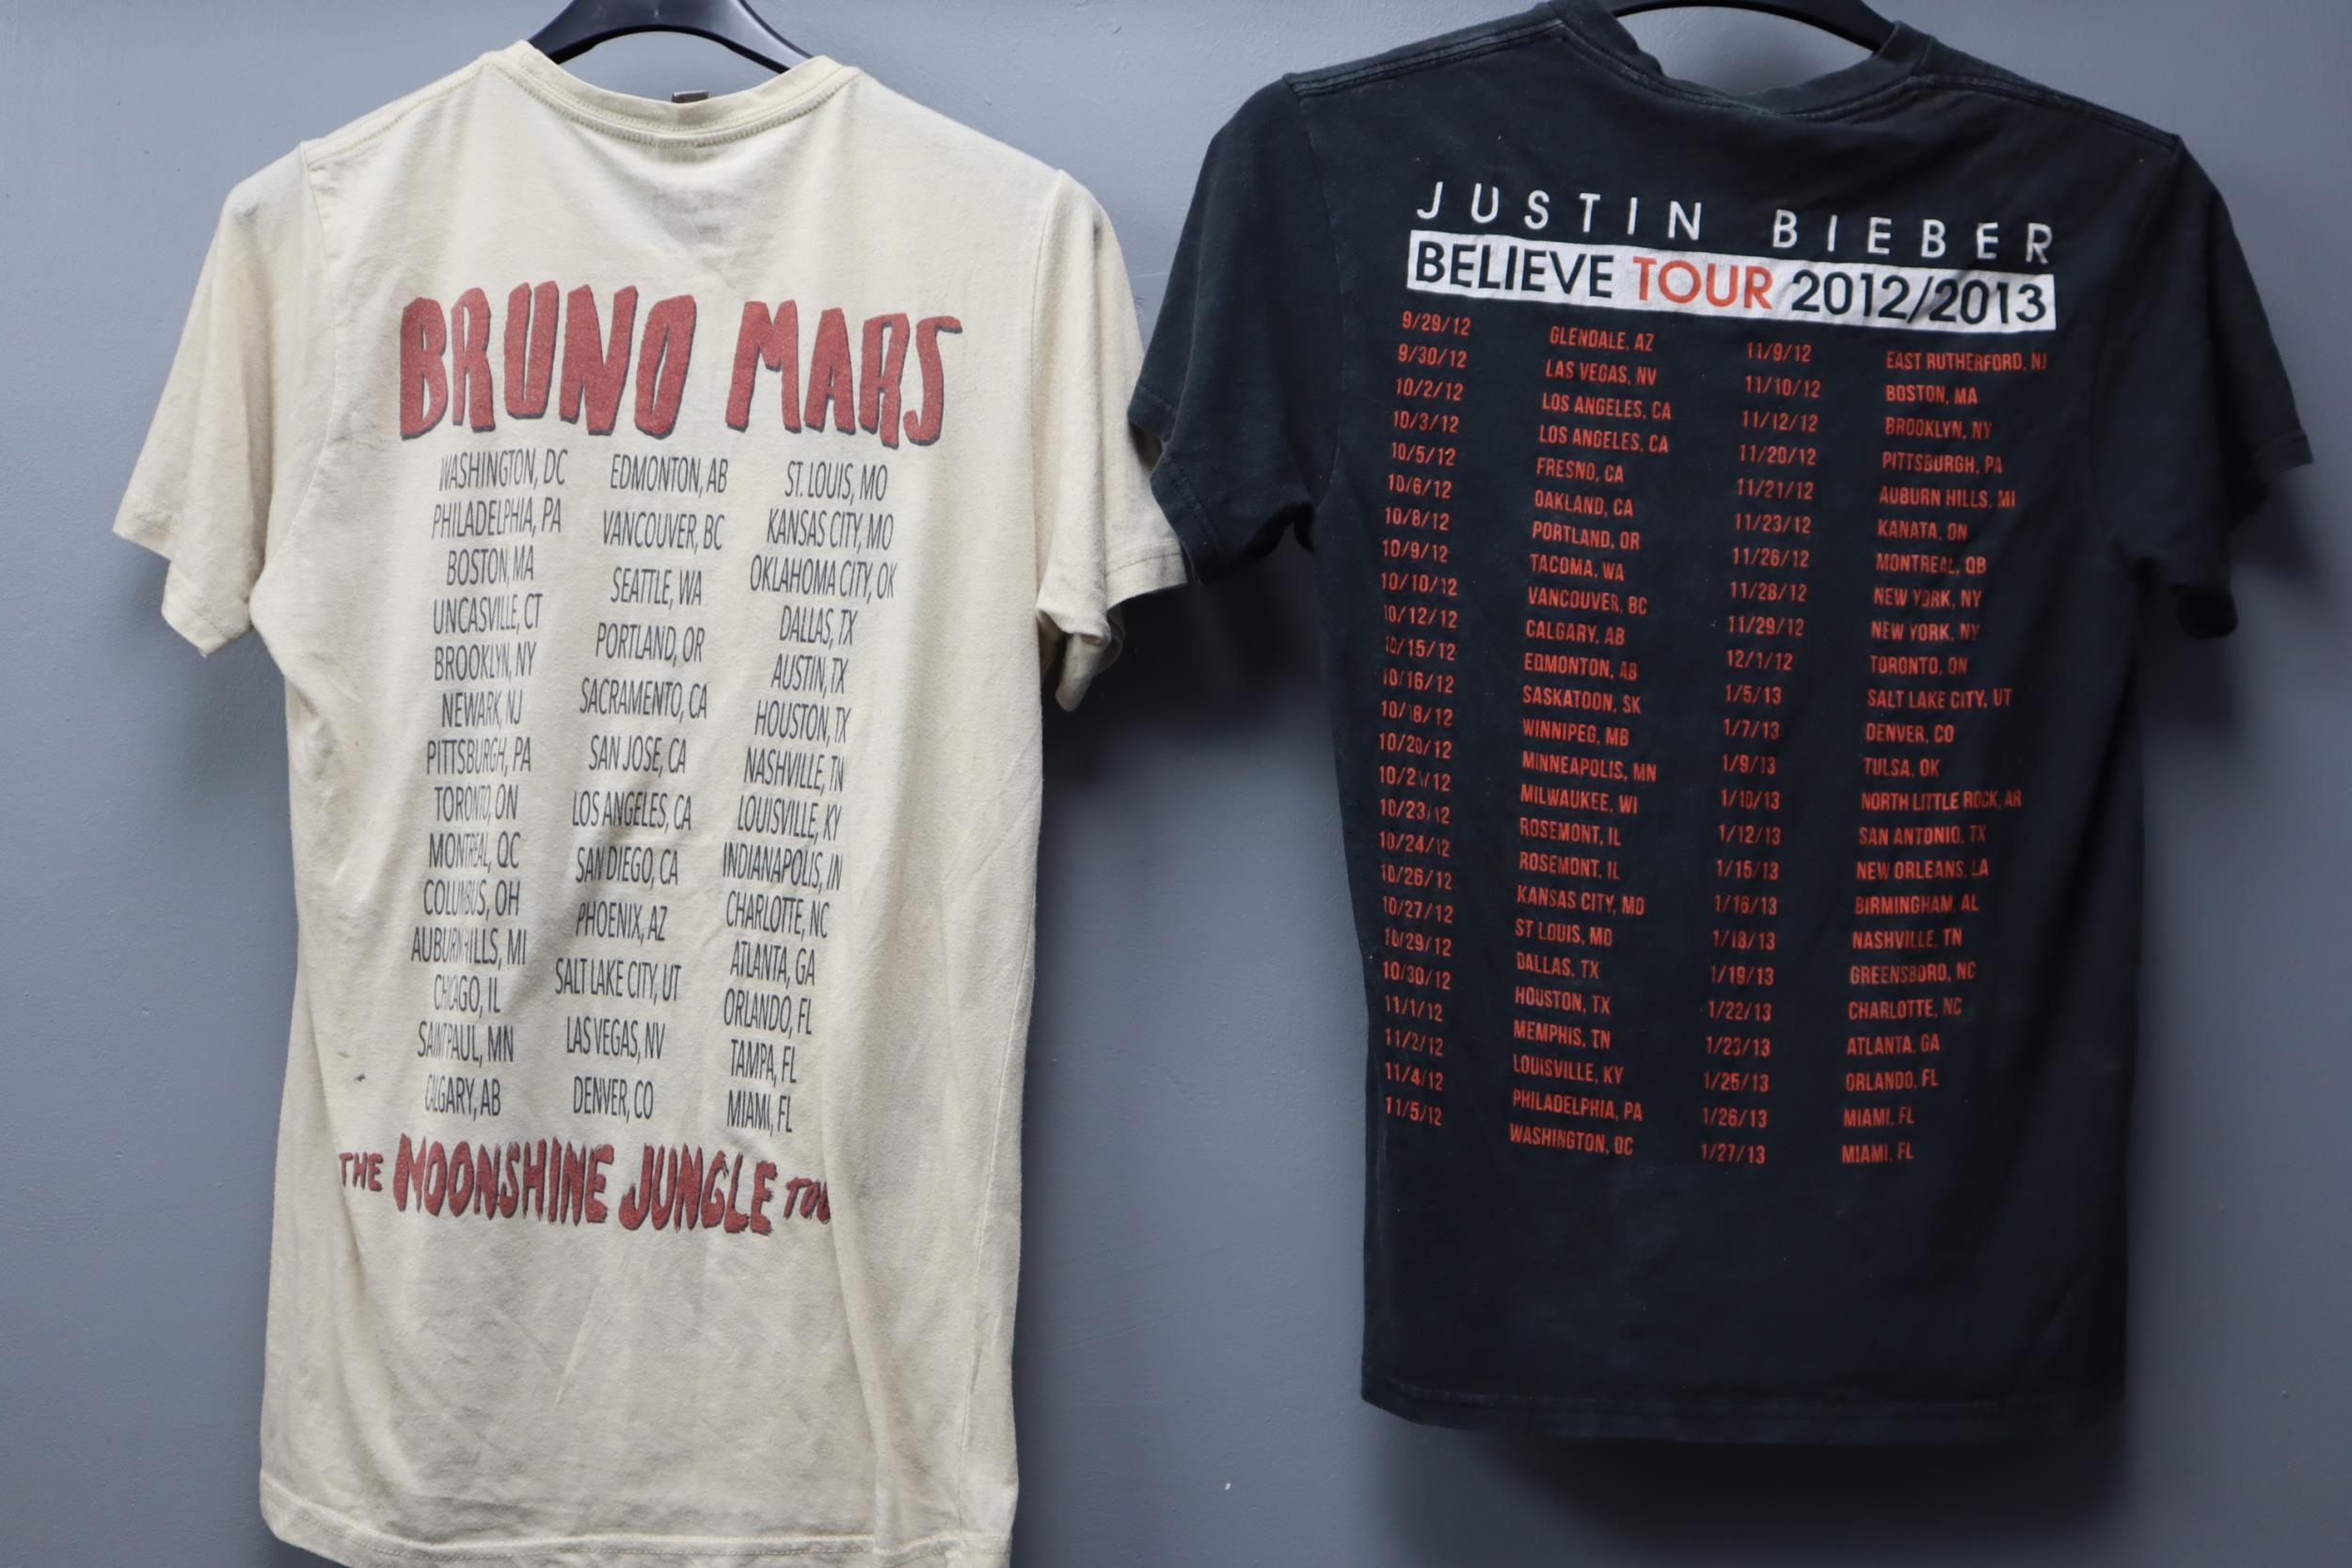 BRUNO MARS
WASHINGTON, DC
PHILADELPHIA, PA
BOSTON, MA
UNCASVILLE, CT
BROOKLYN, NY
NEWARK, NJ
PITTSBURGH, PA
TORONTO, ON
MONTREAL, QC
COLUMBUS, OH
AUBURN HILLS, MI
CHICAGO, IL
SAINT PAUL, MN
CALGARY, AB
EDMONTON, AB
VANCOUVER, BC
SEATTLE, WA
PORTLAND, OR
SACRAMENTO, CA
SAN JOSE, CA
LOS ANGELES, CA
SAN DIEGO, CA
PHOENIX, AZ
SALT LAKE CITY, UT
LAS VEGAS, NV
DENVER, CO
ST. LOUIS, MO
KANSAS CITY, MO
OKLAHOMA CITY, OK
DALLAS, TX
AUSTIN, TX
HOUSTON, TX
NASHVILLE, TN
LOUISVILLE, KY
INDIANAPOLIS, IN
CHARLOTTE, NC
ATLANTA, GA
ORLANDO, FL
TAMPA, FL
MIAMI, FL
THE MOONSHINE JUNGLE TOU
JUSTIN BIEBER
BELIEVE TOUR 2012/2013
9/29/12 GLENDALE, AZ
9/30/12 LAS VEGAS, NV
10/2/12 LOS ANGELES, CA
10/3/12 LOS ANGELES, CA
10/5/12 FRESNO, CA
10/6/12 OAKLAND, CA
10/8/12 PORTLAND, OR
10/9/12 TACOMA, WA
10/10/12 VANCOUVER, BC
10/12/12 CALGARY, AB
10/15/12 EDMONTON, AB
10/16/12 SASKATOON, SK
10/18/12 WINNIPEG, MB
10/20/12 MINNEAPOLIS, MN
10/21/12 MILWAUKEE, WI
10/23/12 ROSEMONT, IL
10/24/12 ROSEMONT, IL
10/26/12 KANSAS CITY, MO
10/27/12 ST LOUIS, MO
10/29/12 DALLAS, TX
10/30/12 HOUSTON, TX
11/1/12 MEMPHIS, TN
11/2/12 LOUISVILLE, KY
11/4/12 PHILADELPHIA, PA
11/5/12 WASHINGTON, DC
11/9/12 EAST RUTHERFORD, NJ
11/10/12 BOSTON, MA
11/12/12 BROOKLYN, NY
11/20/12 PITTSBURGH, PA
11/21/12 AUBURN HILLS, MI
11/23/12 KANATA, ON
11/26/12 MONTREAL, QB
11/28/12 NEW YORK, NY
11/29/12 NEW YORK, NY
12/1/12 TORONTO, ON
1/5/13 SALT LAKE CITY, UT
1/7/13 DENVER, CO
1/9/13 TULSA, OK
1/10/13 NORTH LITTLE ROCK, AR
1/12/13 SAN ANTONIO, TX
1/15/13 NEW ORLEANS, LA
1/16/13 BIRMINGHAM, AL
1/18/13 NASHVILLE, TN
1/19/13 GREENSBORO, NC
1/22/13 CHARLOTTE, NC
1/23/13 ATLANTA, GA
1/25/13 ORLANDO, FL
1/26/13 MIAMI, FL
1/27/13 MIAMI, FL